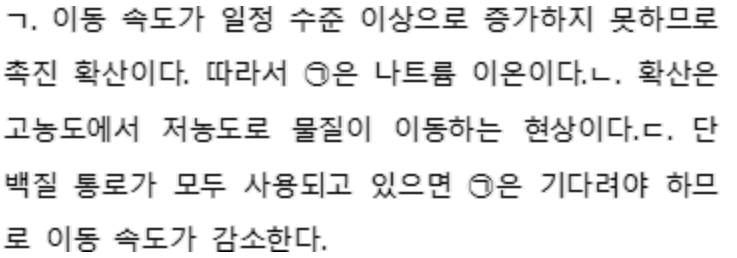 ㄱ. 이동 속도가 일정 수준 이상으로 증가하지 못하므로
촉진 확산이다. 따라서 ㉠은 나트륨 이온이다.ㄴ. 확산은
고농도에서 저농도로 물질이 이동하는 현상이다.ㄷ. 단
백질 통로가 모두 사용되고 있으면 ㉠은 기다려야 하므
로 이동 속도가 감소한다.